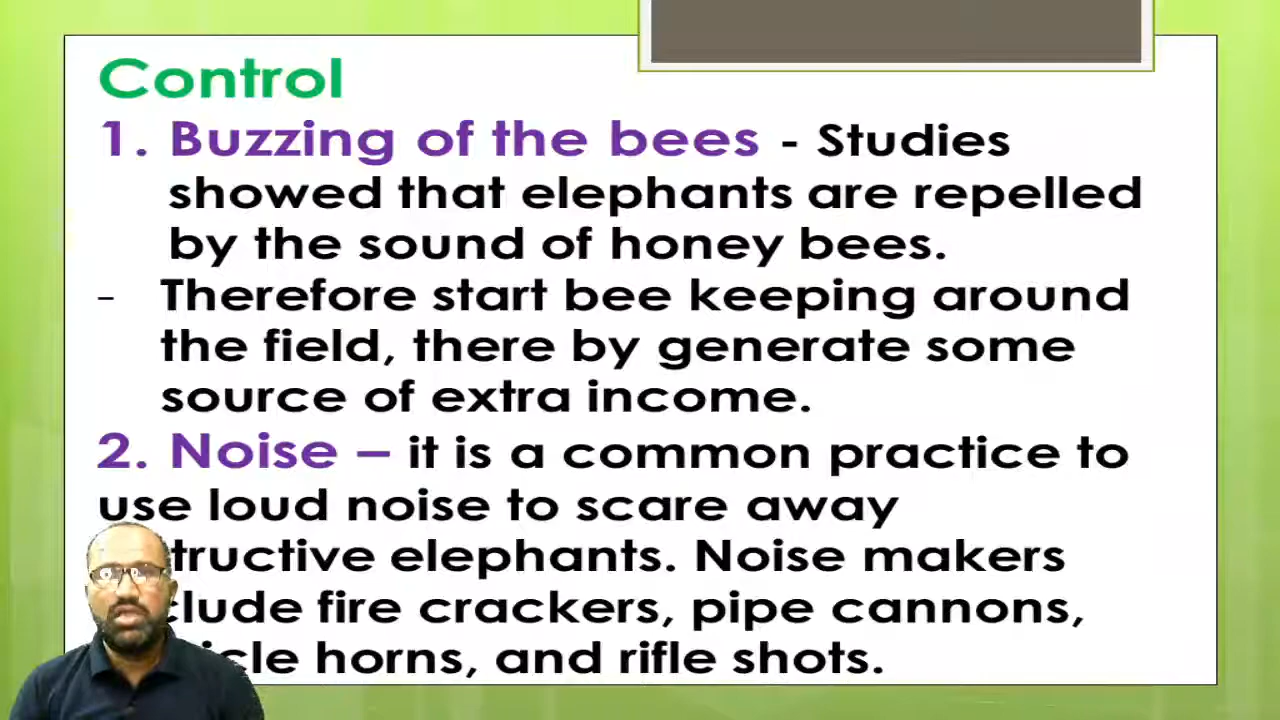 Control
1. Buzzing of the bees - Studies
showed that elephants are repelled
by the sound of honey bees.
- Therefore start bee keeping around
the field, there by generate some
source of extra income.
2. Noise – it is a common practice to
use loud noise to scare away
tructive elephants. Noise makers
clude fire crackers, pipe cannons,
icle horns, and rifle shots.